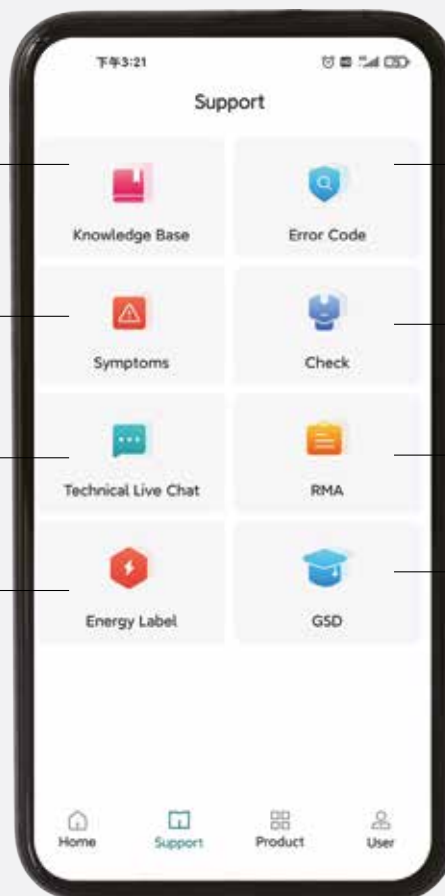 下午3:21
Support
Knowledge Base
Error Code
Symptoms
Check
Technical Live Chat
RMA
Energy Label
GSD
Home
Support
Product
User